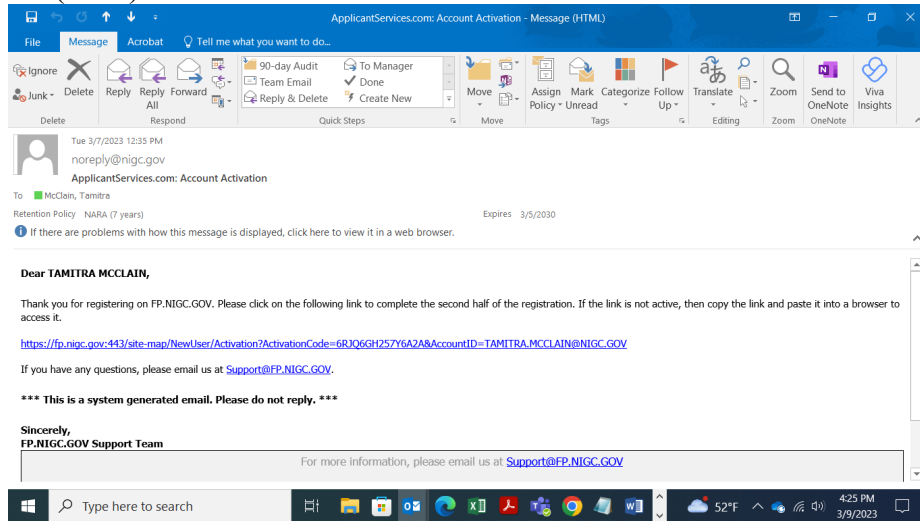 ApplicantServices.com: Account Activation - Message (HTML)
File Message Acrobat Tell me what you want to do...
Ignore
Junk
Delete
Reply
Reply All
Forward
90-day Audit
To Manager
Team Email
Done
Reply & Delete
Create New
Move
Assign Policy
Mark Unread
Categorize
Follow Up
Translate
Zoom
Send to OneNote
Viva Insights
Delete Respond Quick Steps Move Tags Editing Zoom OneNote
Tue 3/7/2023 12:35 PM
noreply@nigc.gov
ApplicantServices.com: Account Activation
To McClain, Tamitra
Retention Policy NARA (7 years) Expires 3/5/2030
If there are problems with how this message is displayed, click here to view it in a web browser.
Dear TAMITRA MCCLAIN,
Thank you for registering on FP.NIGC.GOV. Please click on the following link to complete the second half of the registration. If the link is not active, then copy the link and paste it into a browser to
access it.
https://fp.nigc.gov:443/site-map/NewUser/Activation?ActivationCode=6RJQ6GH257Y6A2A&AccountID=TAMITRA.MCCLAIN@NIGC.GOV
If you have any questions, please email us at Support@FP.NIGC.GOV.
*** This is a system generated email. Please do not reply. ***
Sincerely,
FP.NIGC.GOV Support Team
For more information, please email us at Support@FP.NIGC.GOV
Type here to search
52°F
4:25 PM
3/9/2023